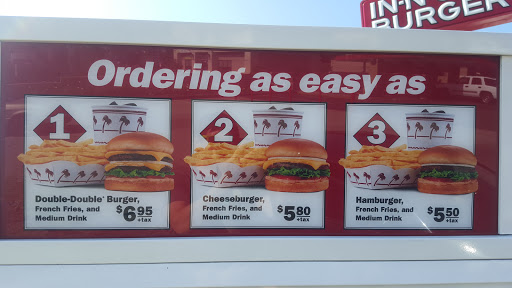 IN-N
BURGER
Ordering as easy as
1
Double-Double® Burger,
French Fries, and
Medium Drink
$6 95
+tax
2
Cheeseburger,
French Fries, and
Medium Drink
$5 80
+tax
3
Hamburger,
French Fries, and
Medium Drink
$5 50
+tax